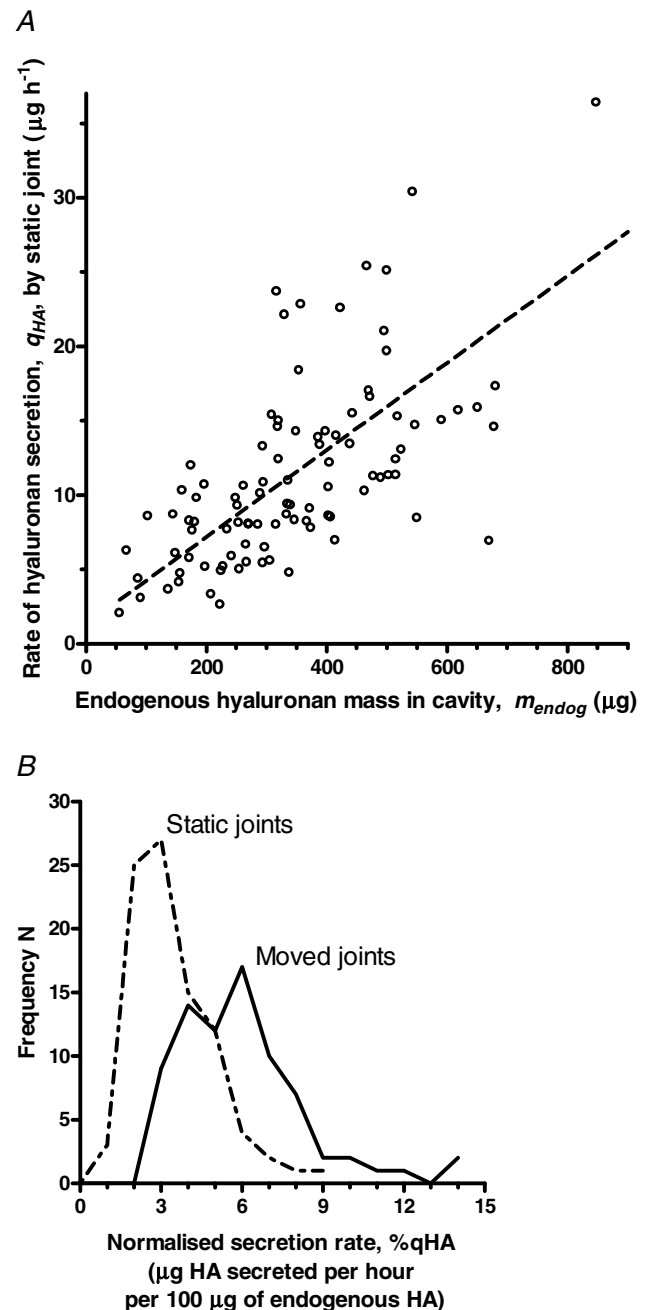 A
Rate of hyaluronan secretion, qHA, by static joint (µg h⁻¹)
30
20
10
0
0 200 400 600 800
Endogenous hyaluronan mass in cavity, mendog (µg)
B
30
25
20
15
10
5
0
Frequency N
Static joints
Moved joints
0 3 6 9 12 15
Normalised secretion rate, %qHA
(µg HA secreted per hour
per 100 µg of endogenous HA)